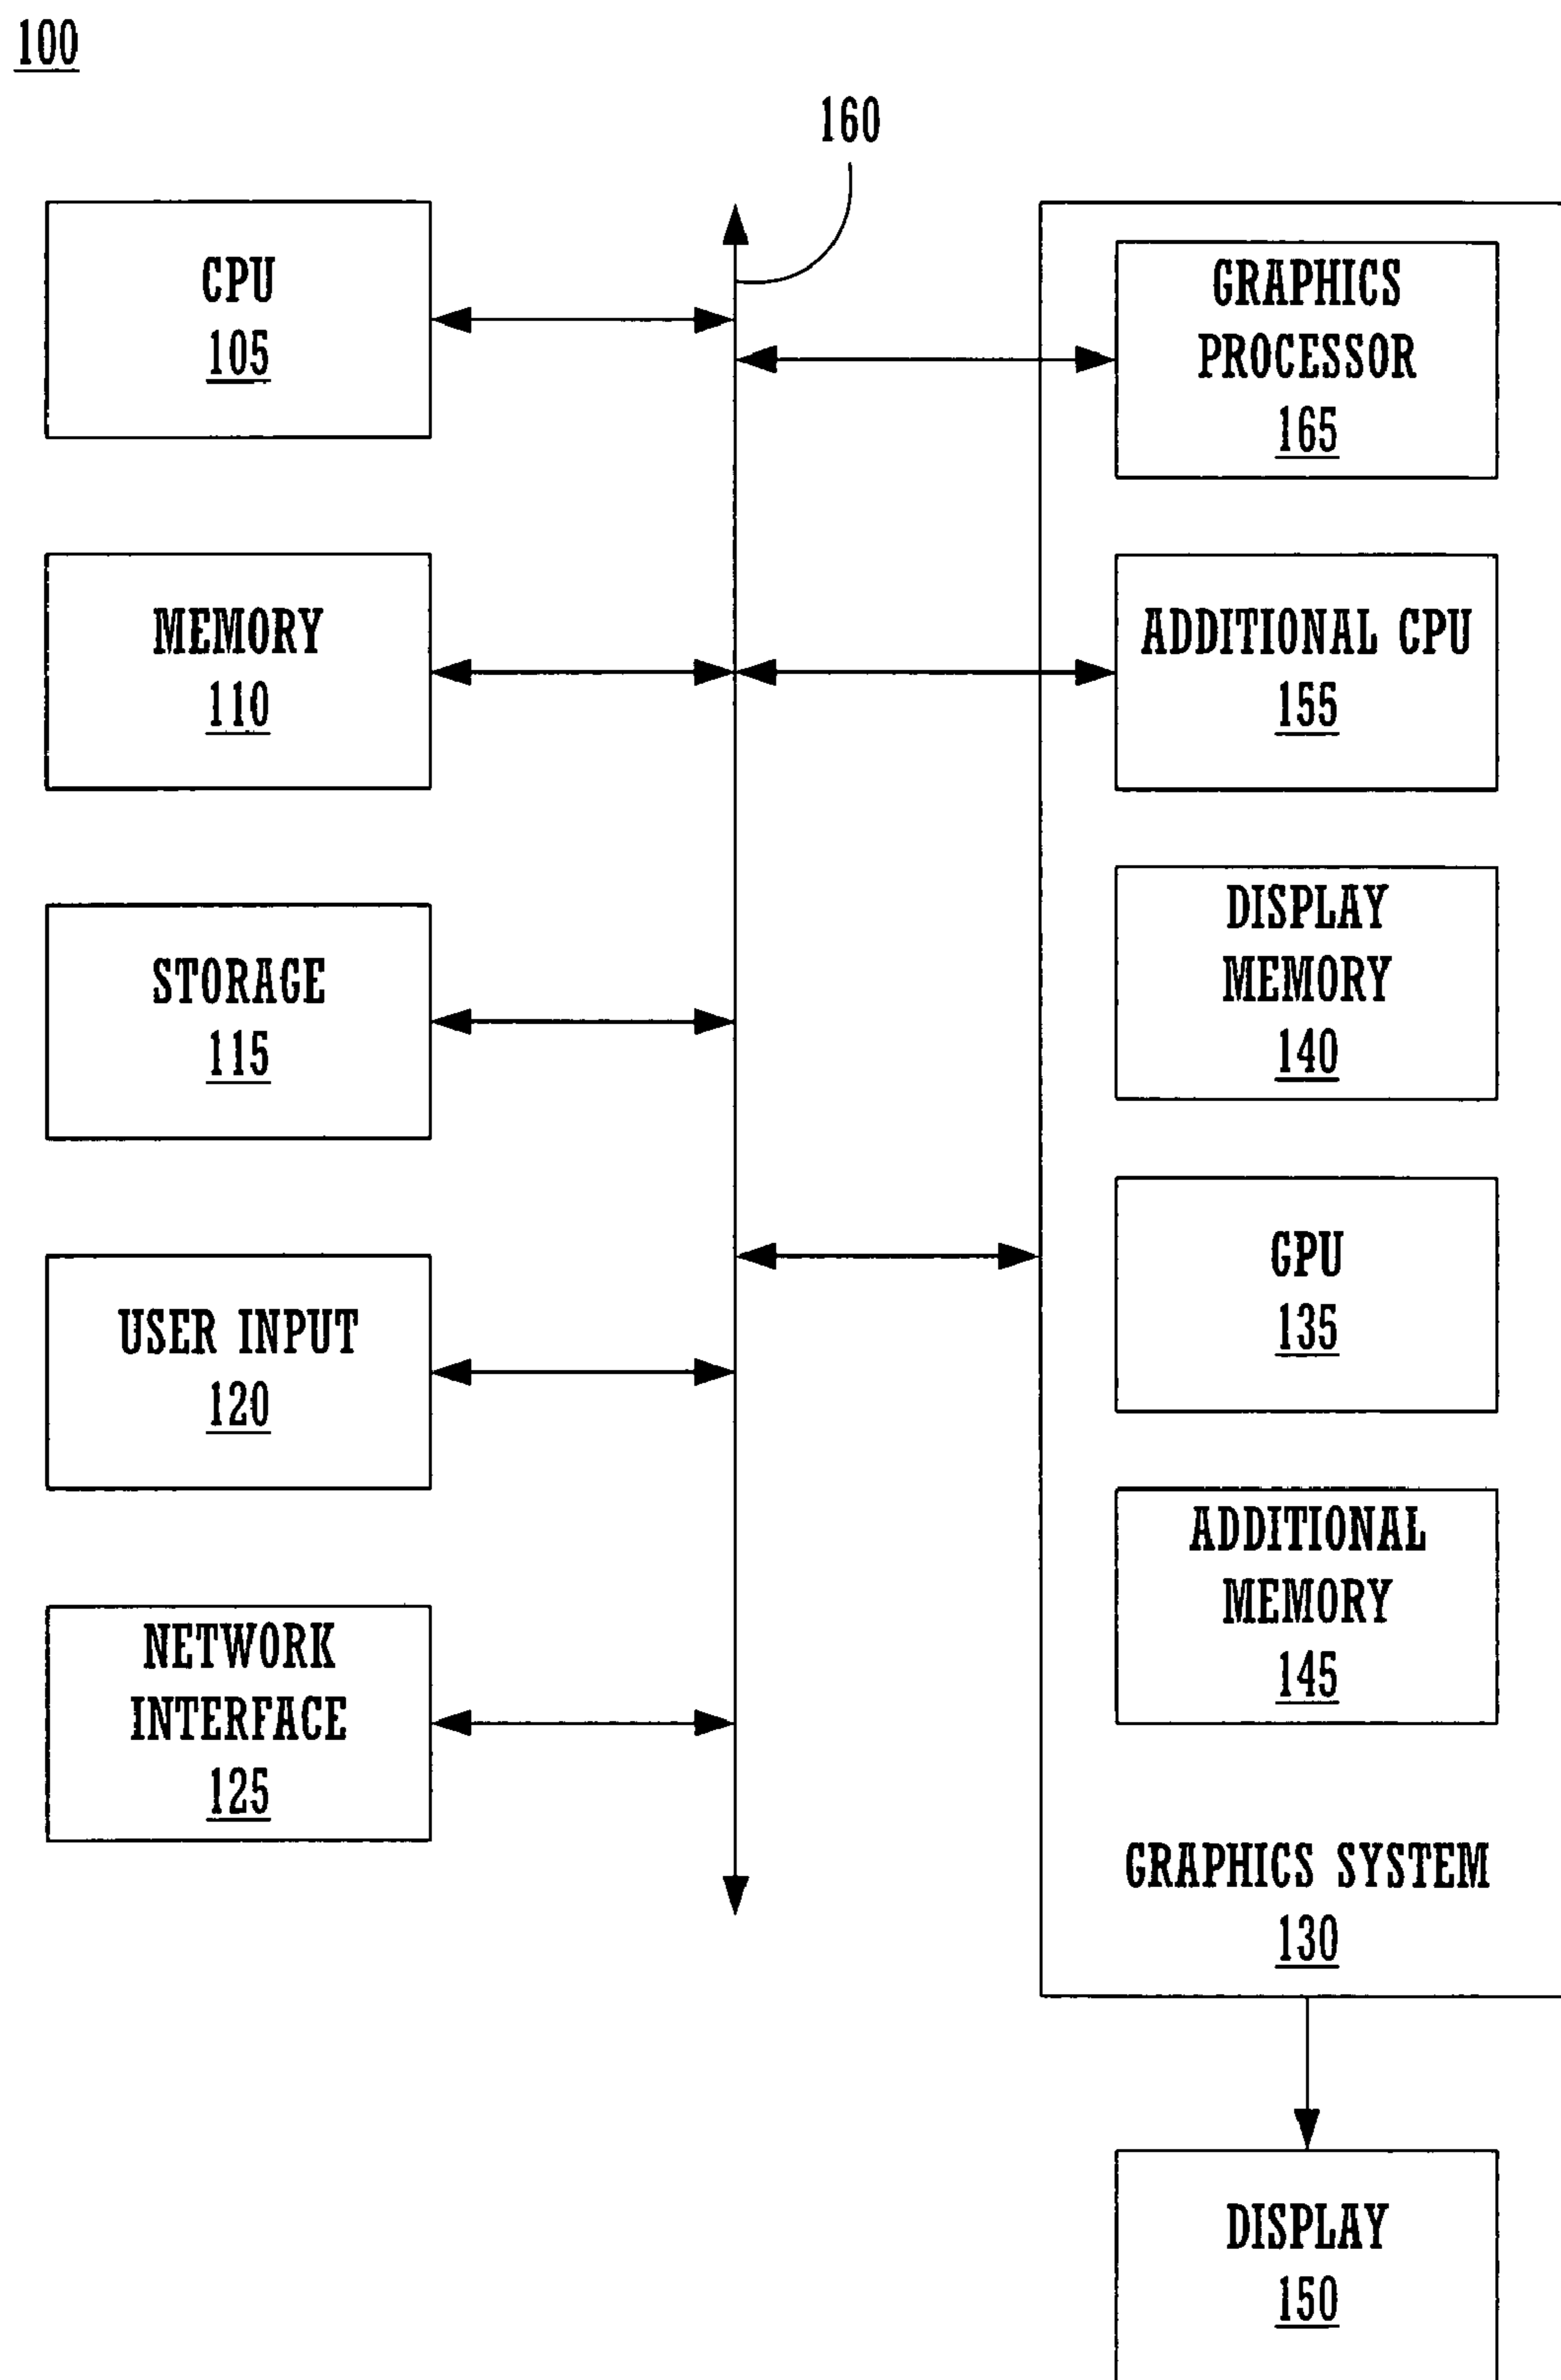 100
160
CPU
105
MEMORY
110
STORAGE
115
USER INPUT
120
NETWORK
INTERFACE
125
GRAPHICS
PROCESSOR
165
ADDITIONAL CPU
155
DISPLAY
MEMORY
140
GPU
135
ADDITIONAL
MEMORY
145
GRAPHICS SYSTEM
130
DISPLAY
150